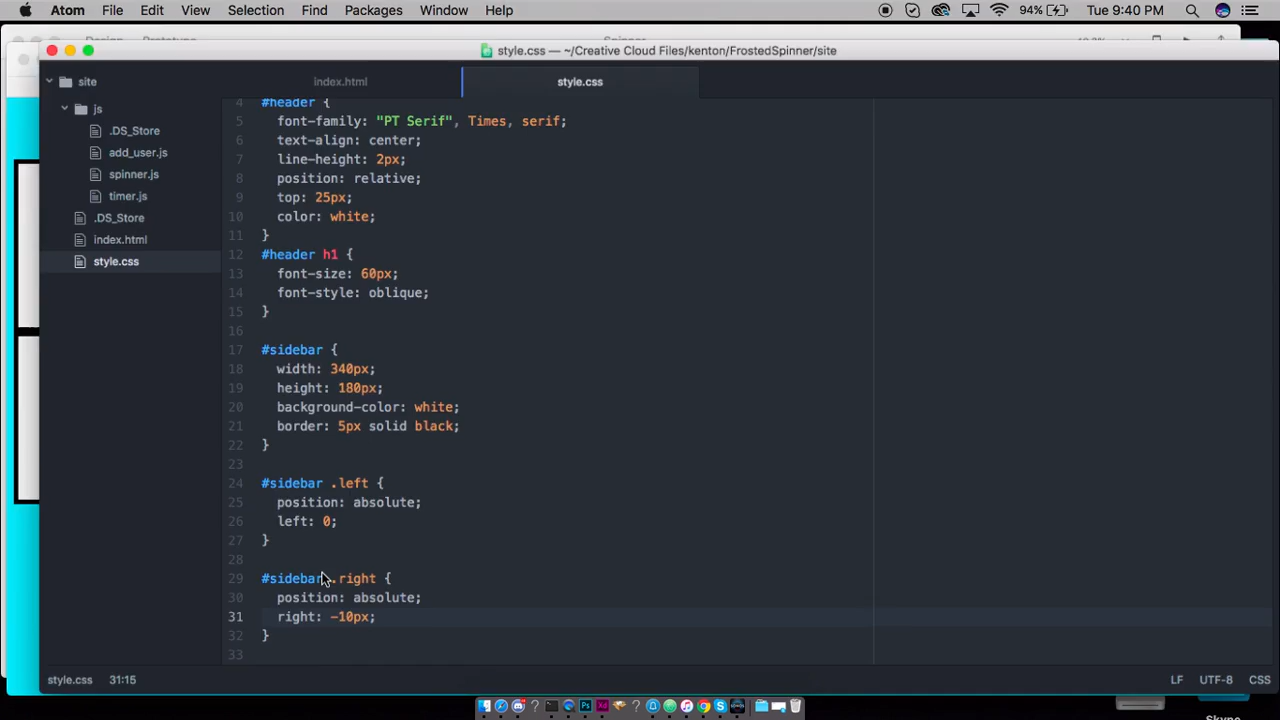 Atom File Edit View Selection Find Packages Window Help 94% Tue 9:40 PM
style.css — ~/Creative Cloud Files/kenton/FrostedSpinner/site
site
index.html
style.css
js
.DS_Store
add_user.js
spinner.js
timer.js
.DS_Store
index.html
style.css
4 #header {
5 font-family: "PT Serif", Times, serif;
6 text-align: center;
7 line-height: 2px;
8 position: relative;
9 top: 25px;
10 color: white;
11 }
12 #header h1 {
13 font-size: 60px;
14 font-style: oblique;
15 }
16
17 #sidebar {
18 width: 340px;
19 height: 180px;
20 background-color: white;
21 border: 5px solid black;
22 }
23
24 #sidebar .left {
25 position: absolute;
26 left: 0;
27 }
28
29 #sidebar .right {
30 position: absolute;
31 right: -10px;
32 }
33
style.css 31:15 LF UTF-8 CSS